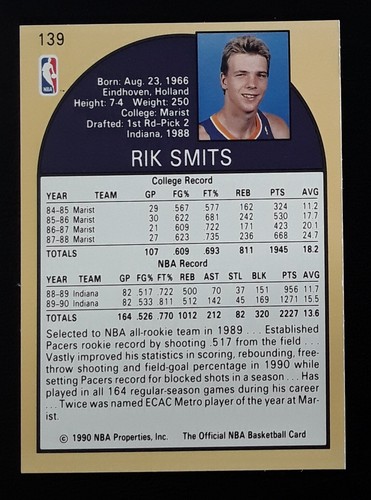 139
NBA
Born: Aug. 23, 1966
Eindhoven, Holland
Height: 7-4 Weight: 250
College: Marist
Drafted: 1st Rd-Pick 2
Indiana, 1988
RIK SMITS
College Record
YEAR TEAM GP FG% FT% REB PTS AVG
84-85 Marist 29 .567 .577 162 324 11.2
85-86 Marist 30 .622 .681 242 530 17.7
86-87 Marist 21 .609 .722 171 423 20.1
87-88 Marist 27 .623 .735 236 668 24.7
TOTALS 107 .609 .693 811 1945 18.2
NBA Record
YEAR TEAM GP FG% FT% REB AST STL BLK PTS AVG
88-89 Indiana 82 .517 .722 500 70 37 151 956 11.7
89-90 Indiana 82 .533 .811 512 142 45 169 1271 15.5
TOTALS 164 .526 .770 1012 212 82 320 2227 13.6
Selected to NBA all-rookie team in 1989 . . . Established
Pacers rookie record by shooting .517 from the field . . .
Vastly improved his statistics in scoring, rebounding, free-
throw shooting and field-goal percentage in 1990 while
setting Pacers record for blocked shots in a season . . . Has
played in all 164 regular-season games during his career
. . . Twice was named ECAC Metro player of the year at Mar-
ist.
© 1990 NBA Properties, Inc. The Official NBA Basketball Card